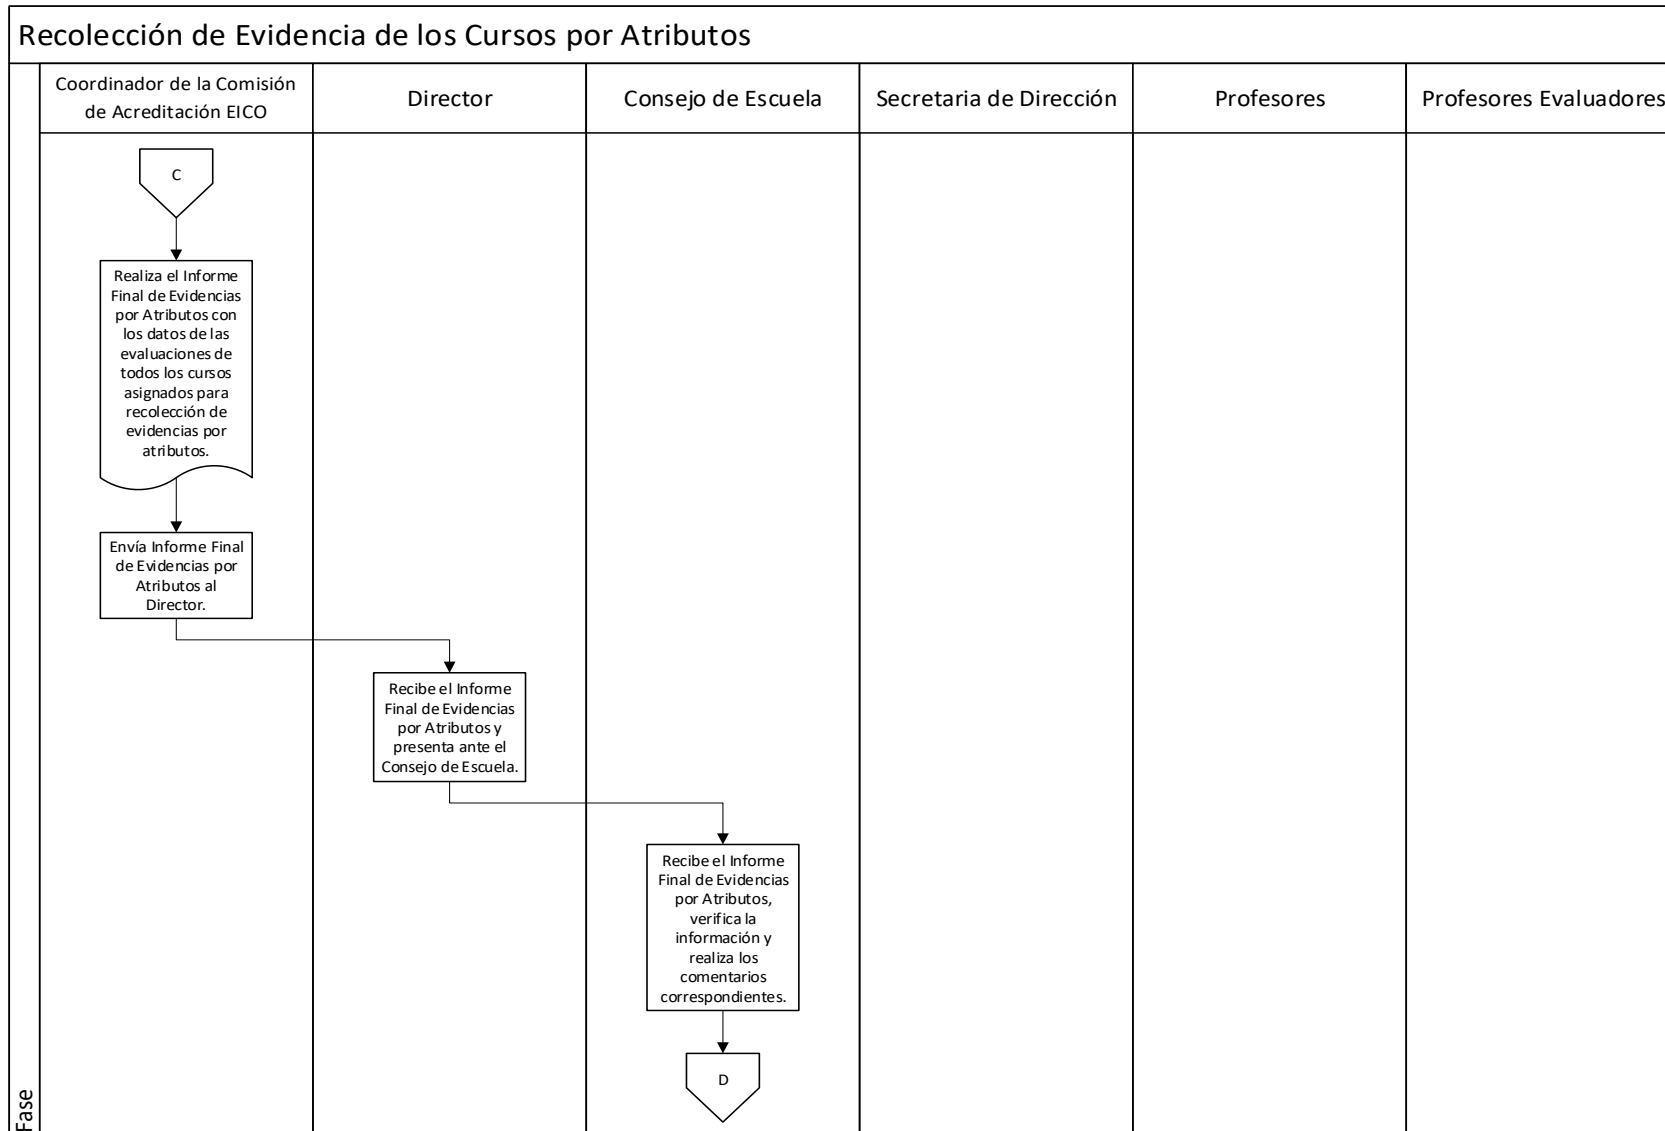 Recolección de Evidencia de los Cursos por Atributos
Coordinador de la Comisión
de Acreditación EICO
Director
Consejo de Escuela
Secretaria de Dirección
Profesores
Profesores Evaluadores
C
Realiza el Informe
Final de Evidencias
por Atributos con
los datos de las
evaluaciones de
todos los cursos
asignados para
recolección de
evidencias por
atributos.
Envía Informe Final
de Evidencias por
Atributos al
Director.
Recibe el Informe
Final de Evidencias
por Atributos y
presenta ante el
Consejo de Escuela.
Recibe el Informe
Final de Evidencias
por Atributos,
verifica la
información y
realiza los
comentarios
correspondientes.
D
Fase